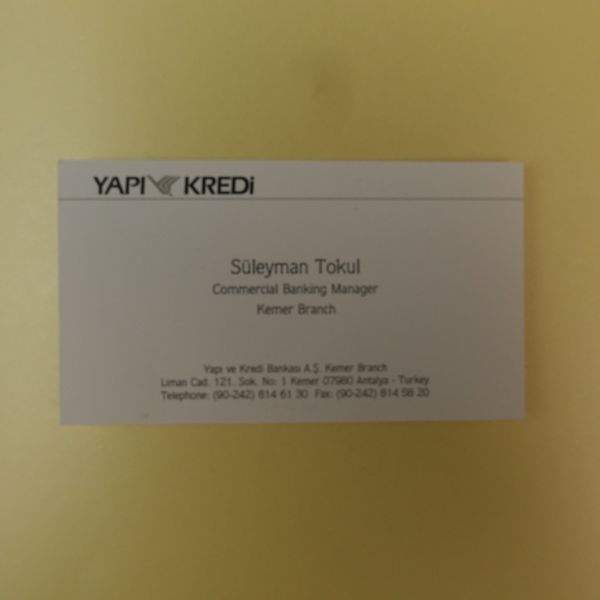 YAPI KREDi
Süleyman Tokul
Commercial Banking Manager
Kemer Branch
Yapı ve Kredi Bankası A.Ş. Kemer Branch
Liman Cad. 121. Sok. No: 1 Kemer 07980 Antalya - Turkey
Telephone: (90-242) 814 61 30 Fax: (90-242) 814 58 20